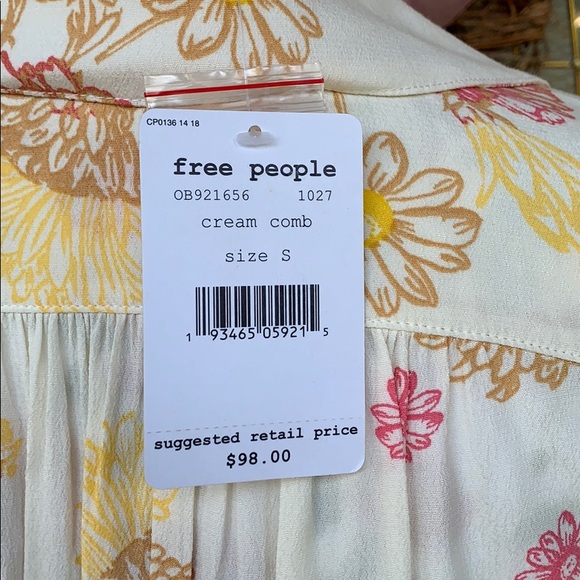 CP0136 14 18
free people
OB921656 1027
cream comb
size S
1 93465 05921 5
suggested retail price
$98.00